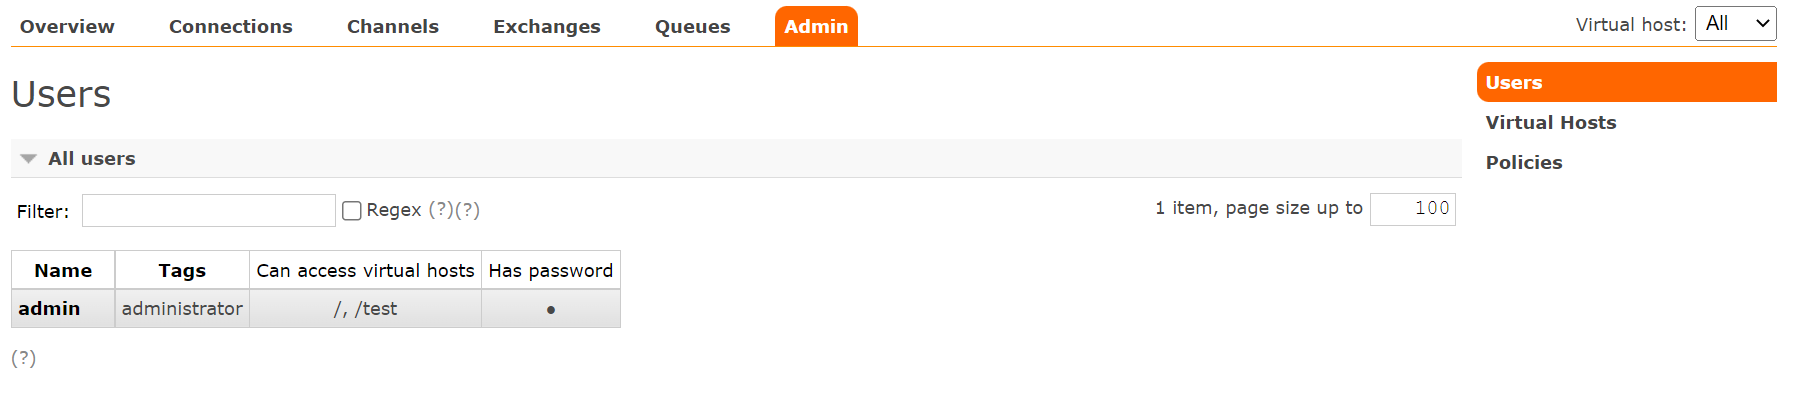 Overview Connections Channels Exchanges Queues Admin Virtual host: All
Users
Users
Virtual Hosts
Policies
All users
Filter: Regex (?)(?) 1 item, page size up to 100
Name Tags Can access virtual hosts Has password
admin administrator /, /test ●
(?)